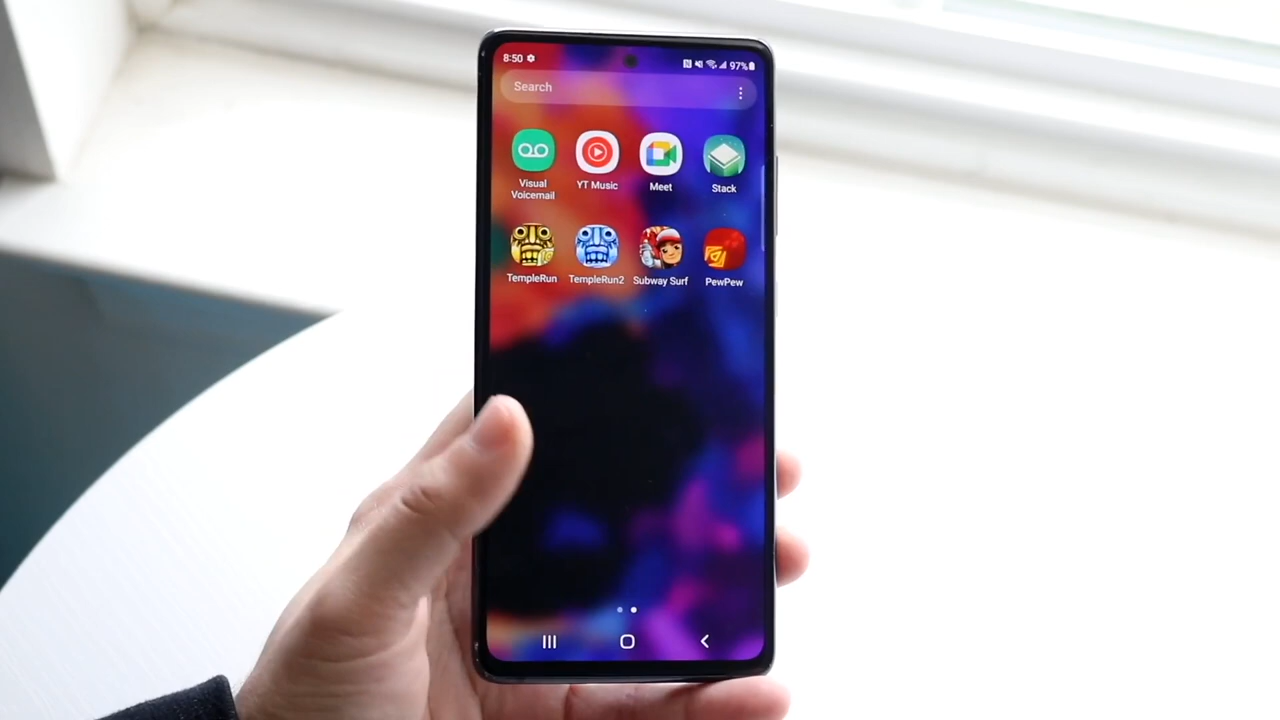 8:50
97%
Search
Visual
Voicemail
YT Music
Meet
Stack
TempleRun
TempleRun2
Subway Surf
PewPew